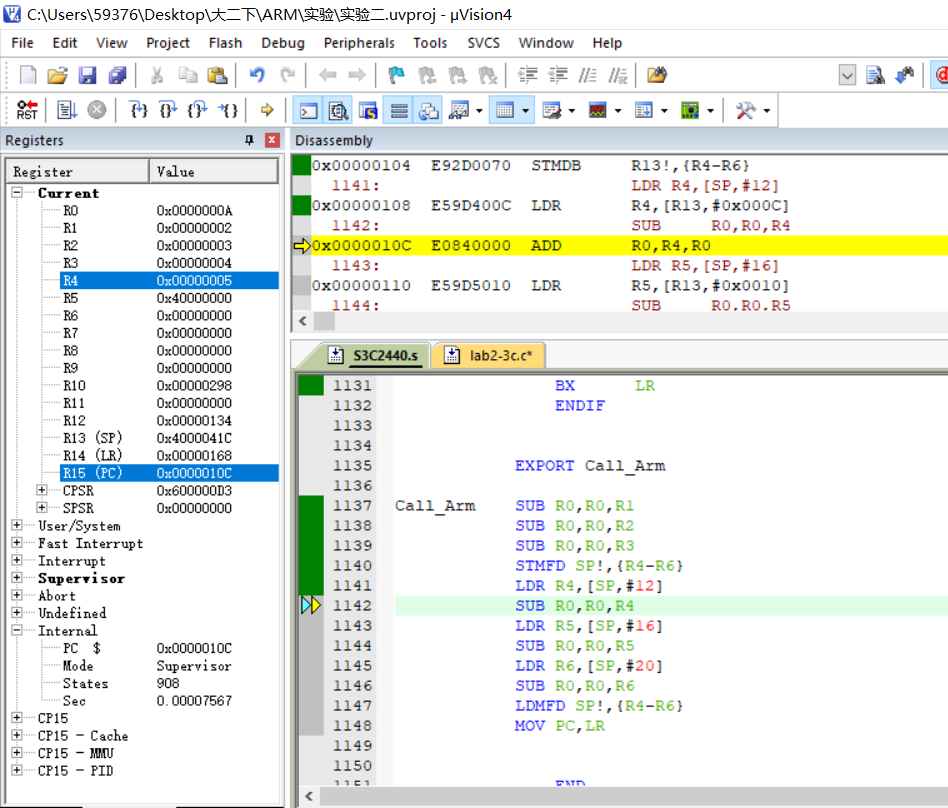 C:\Users\59376\Desktop\大二下\ARM\实验\实验二.uvproj - µVision4
File Edit View Project Flash Debug Peripherals Tools SVCS Window Help
RST
Registers
Register Value
Current
R0 0x0000000A
R1 0x00000002
R2 0x00000003
R3 0x00000004
R4 0x00000005
R5 0x40000000
R6 0x00000000
R7 0x00000000
R8 0x00000000
R9 0x00000000
R10 0x00000298
R11 0x00000000
R12 0x00000134
R13 (SP) 0x4000041C
R14 (LR) 0x00000168
R15 (PC) 0x0000010C
CPSR 0x600000D3
SPSR 0x00000000
User/System
Fast Interrupt
Interrupt
Supervisor
Abort
Undefined
Internal
PC $ 0x0000010C
Mode Supervisor
States 908
Sec 0.00007567
CP15
CP15 - Cache
CP15 - MMU
CP15 - PID
Disassembly
0x00000104 E92D0070 STMDB R13!,{R4-R6}
1141: LDR R4,[SP,#12]
0x00000108 E59D400C LDR R4,[R13,#0x000C]
1142: SUB R0,R0,R4
0x0000010C E0840000 ADD R0,R4,R0
1143: LDR R5,[SP,#16]
0x00000110 E59D5010 LDR R5,[R13,#0x0010]
1144: SUB R0,R0,R5
S3C2440.s lab2-3c.c*
1131 BX LR
1132 ENDIF
1133
1134
1135 EXPORT Call_Arm
1136
1137 Call_Arm SUB R0,R0,R1
1138 SUB R0,R0,R2
1139 SUB R0,R0,R3
1140 STMFD SP!,{R4-R6}
1141 LDR R4,[SP,#12]
1142 SUB R0,R0,R4
1143 LDR R5,[SP,#16]
1144 SUB R0,R0,R5
1145 LDR R6,[SP,#20]
1146 SUB R0,R0,R6
1147 LDMFD SP!,{R4-R6}
1148 MOV PC,LR
1149
1150
1151 END